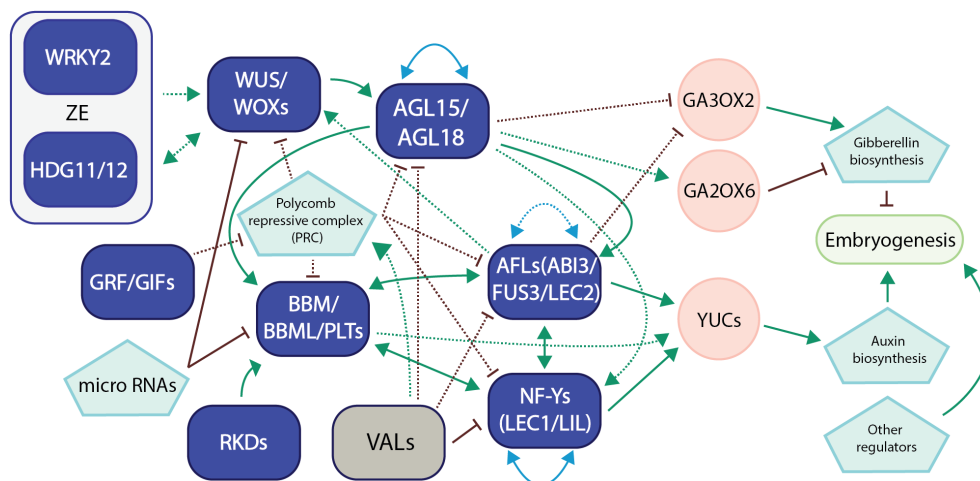 WRKY2
ZE
HDG11/12
WUS/
WOXs
AGL15/
AGL18
GA3OX2
Gibberellin
biosynthesis
GA2OX6
Polycomb
repressive complex
(PRC)
Embryogenesis
GRF/GIFs
AFLs(ABI3/
FUS3/LEC2)
BBM/
BBML/PLTs
YUCs
Auxin
biosynthesis
micro RNAs
NF-Ys
(LEC1/LIL)
RKDs
VALs
Other
regulators